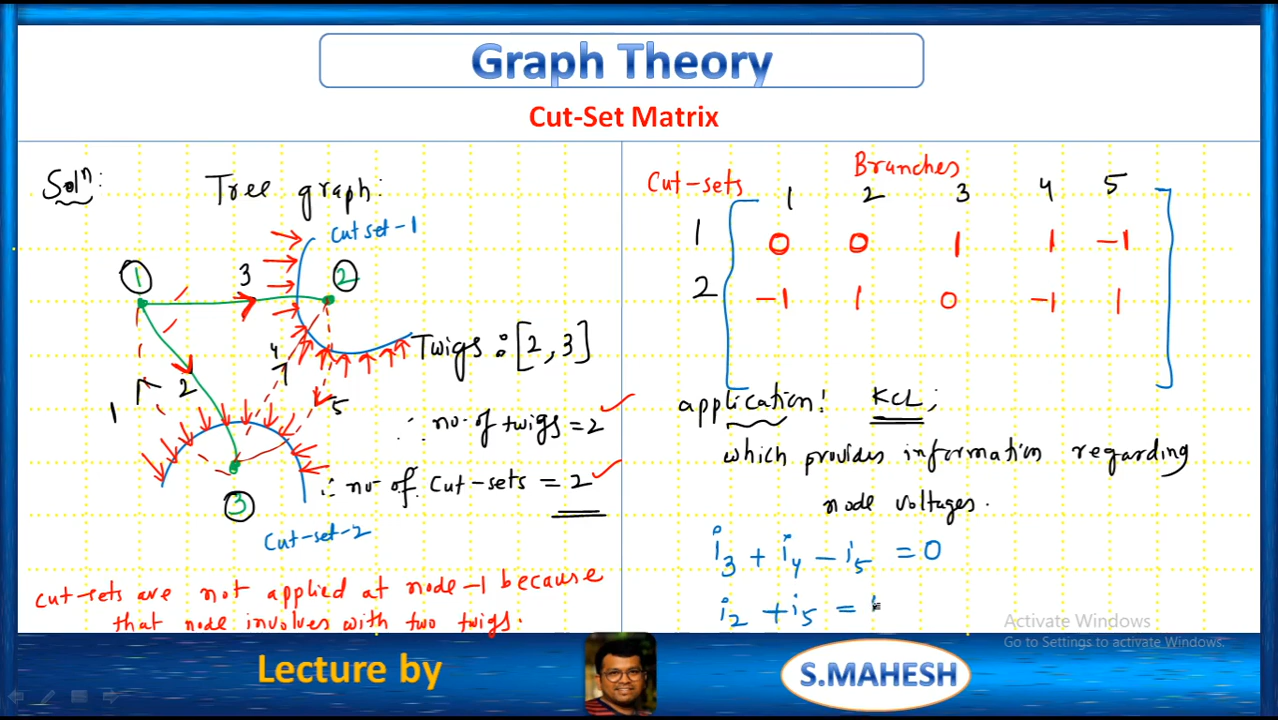 Graph Theory
Cut-Set Matrix
Solⁿ:
Tree graph:
Cut set-1
1
3
2
4
2
1
5
3
Cut-set-2
Twigs : [2, 3]
∴ no. of twigs = 2 ✓
∴ no. of cut-sets = 2 ✓
cut-sets are not applied at node-1 because
that node involves with two twigs.
Branches
Cut-sets 1 2 3 4 5
1 0 0 1 1 -1
2 -1 1 0 -1 1
application: KCL;
which provides information regarding
node voltages.
i3 + i4 - i5 = 0
i2 + i5 =
Activate Windows
Go to Settings to activate Windows.
Lecture by
S.MAHESH